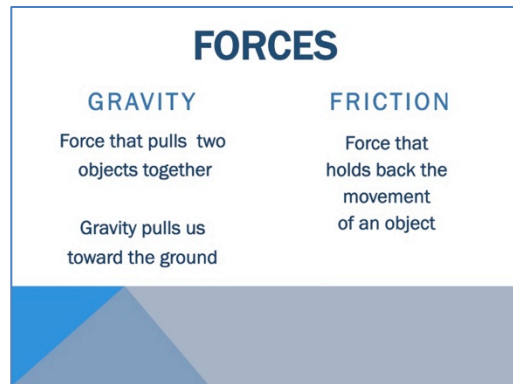 FORCES
GRAVITY
Force that pulls two
objects together
Gravity pulls us
toward the ground
FRICTION
Force that
holds back the
movement
of an object